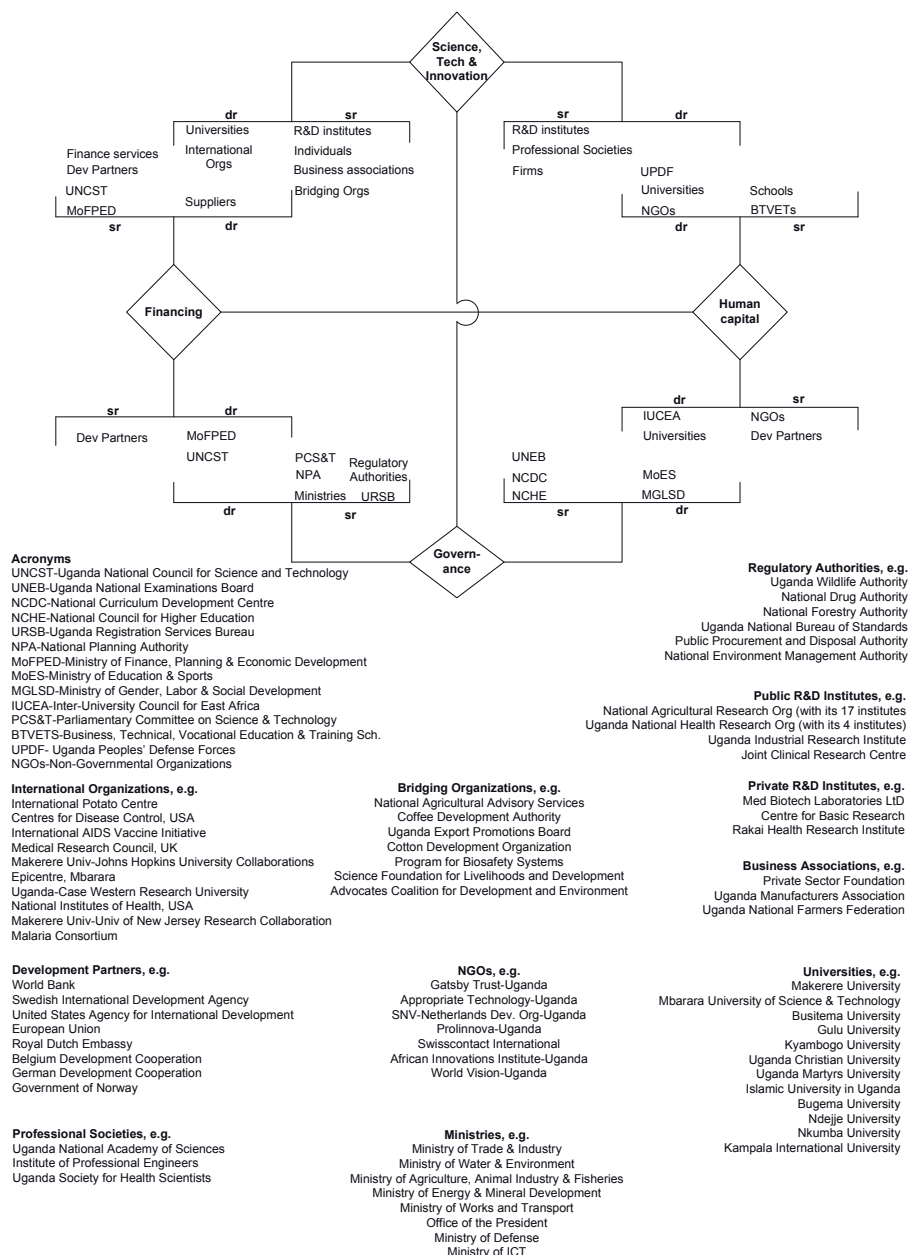 Science,
Tech &
Innovation
dr
sr
sr
dr
Universities
International
Orgs
R&D institutes
Individuals
Business associations
Bridging Orgs
R&D institutes
Professional Societies
Firms
Finance services
Dev Partners
UNCST
MoFPED
Suppliers
UPDF
Universities
NGOs
Schools
BTVETs
sr
dr
dr
sr
Financing
Human
capital
sr
dr
dr
sr
Dev Partners
MoFPED
UNCST
IUCEA
Universities
NGOs
Dev Partners
PCS&T
NPA
Ministries
Regulatory
Authorities
URSB
UNEB
NCDC
NCHE
MoES
MGLSD
dr
sr
sr
dr
Govern-
ance
Acronyms
UNCST-Uganda National Council for Science and Technology
UNEB-Uganda National Examinations Board
NCDC-National Curriculum Development Centre
NCHE-National Council for Higher Education
URSB-Uganda Registration Services Bureau
NPA-National Planning Authority
MoFPED-Ministry of Finance, Planning & Economic Development
MoES-Ministry of Education & Sports
MGLSD-Ministry of Gender, Labor & Social Development
IUCEA-Inter-University Council for East Africa
PCS&T-Parliamentary Committee on Science & Technology
BTVETS-Business, Technical, Vocational Education & Training Sch.
UPDF- Uganda Peoples' Defense Forces
NGOs-Non-Governmental Organizations
Regulatory Authorities, e.g.
Uganda Wildlife Authority
National Drug Authority
National Forestry Authority
Uganda National Bureau of Standards
Public Procurement and Disposal Authority
National Environment Management Authority
Public R&D Institutes, e.g.
National Agricultural Research Org (with its 17 institutes
Uganda National Health Research Org (with its 4 institutes)
Uganda Industrial Research Institute
Joint Clinical Research Centre
International Organizations, e.g.
International Potato Centre
Centres for Disease Control, USA
International AIDS Vaccine Initiative
Medical Research Council, UK
Makerere Univ-Johns Hopkins University Collaborations
Epicentre, Mbarara
Uganda-Case Western Research University
National Institutes of Health, USA
Makerere Univ-Univ of New Jersey Research Collaboration
Malaria Consortium
Bridging Organizations, e.g.
National Agricultural Advisory Services
Coffee Development Authority
Uganda Export Promotions Board
Cotton Development Organization
Program for Biosafety Systems
Science Foundation for Livelihoods and Development
Advocates Coalition for Development and Environment
Private R&D Institutes, e.g.
Med Biotech Laboratories LtD
Centre for Basic Research
Rakai Health Research Institute
Business Associations, e.g.
Private Sector Foundation
Uganda Manufacturers Association
Uganda National Farmers Federation
Development Partners, e.g.
World Bank
Swedish International Development Agency
United States Agency for International Development
European Union
Royal Dutch Embassy
Belgium Development Cooperation
German Development Cooperation
Government of Norway
NGOs, e.g.
Gatsby Trust-Uganda
Appropriate Technology-Uganda
SNV-Netherlands Dev. Org-Uganda
Prolinnova-Uganda
Swisscontact International
African Innovations Institute-Uganda
World Vision-Uganda
Universities, e.g.
Makerere University
Mbarara University of Science & Technology
Busitema University
Gulu University
Kyambogo University
Uganda Christian University
Uganda Martyrs University
Islamic University in Uganda
Bugema University
Ndejje University
Nkumba University
Kampala International University
Professional Societies, e.g.
Uganda National Academy of Sciences
Institute of Professional Engineers
Uganda Society for Health Scientists
Ministries, e.g.
Ministry of Trade & Industry
Ministry of Water & Environment
Ministry of Agriculture, Animal Industry & Fisheries
Ministry of Energy & Mineral Development
Ministry of Works and Transport
Office of the President
Ministry of Defense
Ministry of ICT